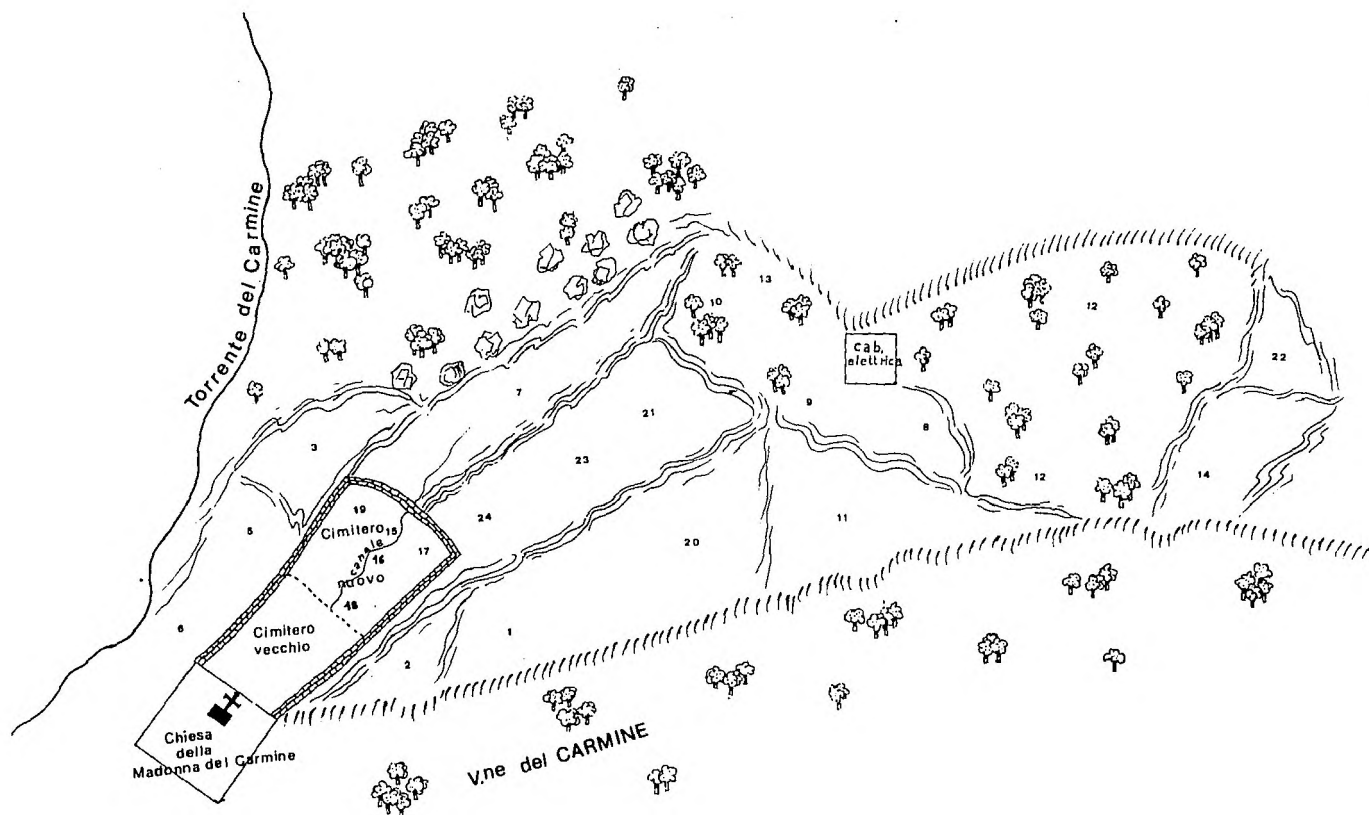 Torrente del Carmine
13
10
12
cab.
elettrica
22
7
21
9
8
3
23
12
14
19
Cimitero 15
24
11
5
canale
17
16
20
nuovo
18
Cimitero
vecchio
6
1
2
Chiesa
della
Madonna del Carmine
V.ne del CARMINE